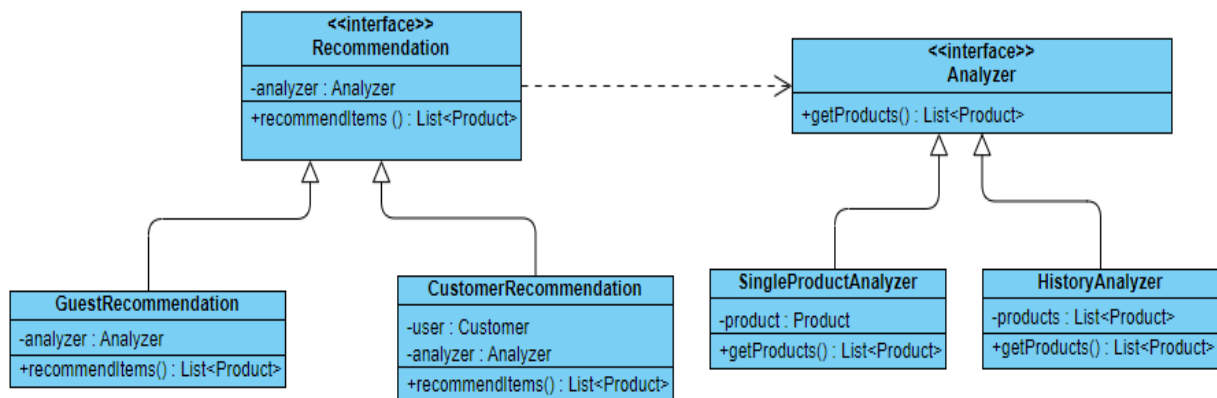 <<interface>>
Recommendation
-analyzer : Analyzer
+recommendItems () : List<Product>
<<interface>>
Analyzer
+getProducts() : List<Product>
GuestRecommendation
-analyzer : Analyzer
+recommendItems() : List<Product>
CustomerRecommendation
-user : Customer
-analyzer : Analyzer
+recommendItems() : List<Product>
SingleProductAnalyzer
-product : Product
+getProducts() : List<Product>
HistoryAnalyzer
-products : List<Product>
+getProducts() : List<Product>